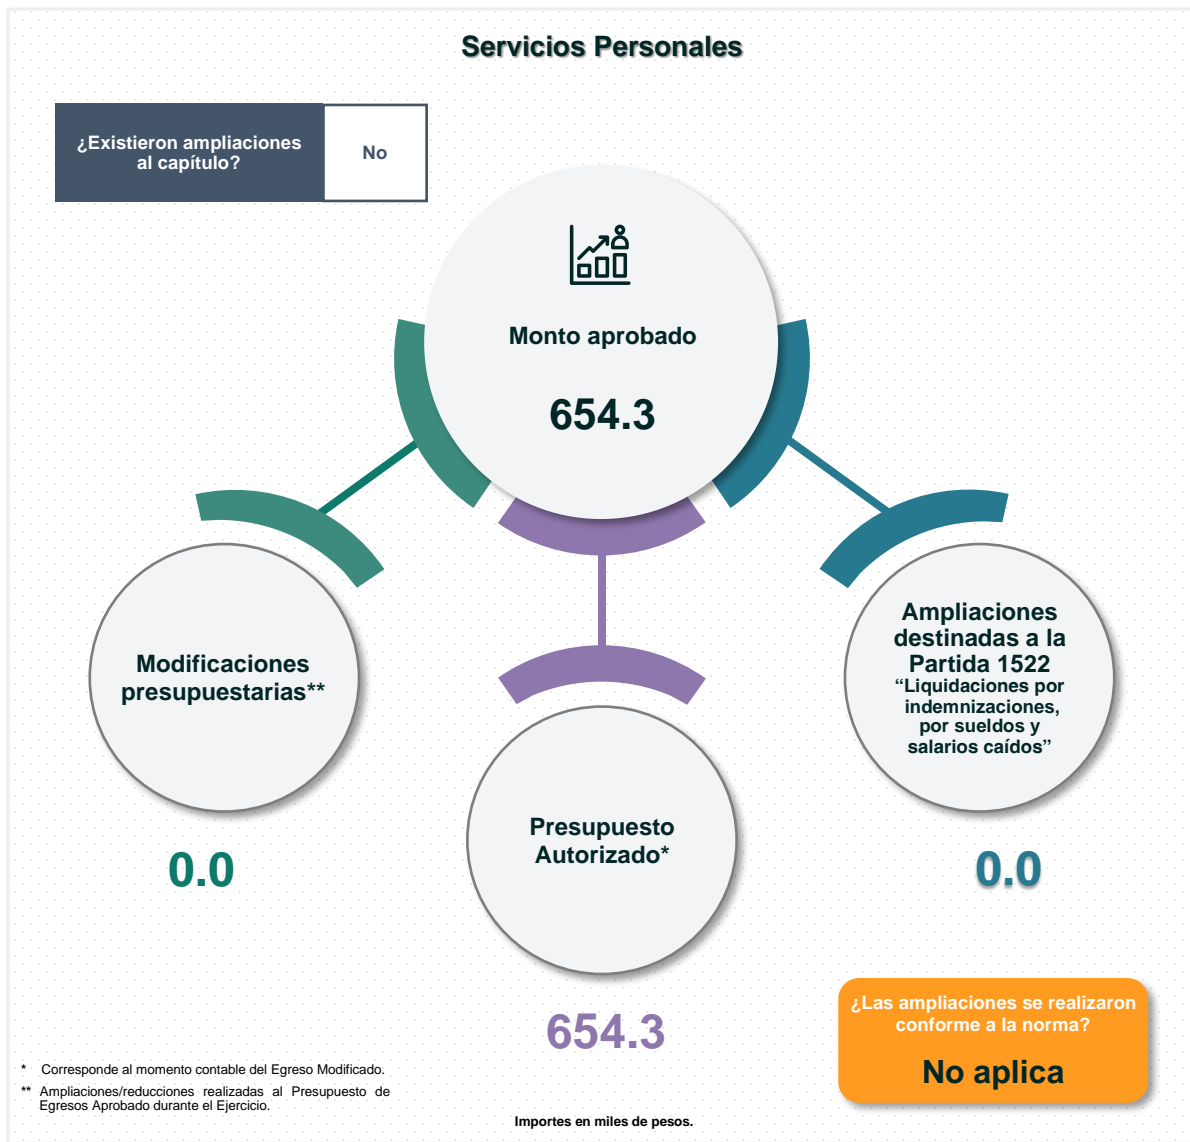 Servicios Personales
¿Existieron ampliaciones
al capítulo?
No
Monto aprobado
654.3
Modificaciones
presupuestarias**
0.0
Presupuesto
Autorizado*
654.3
Ampliaciones
destinadas a la
Partida 1522
“Liquidaciones por
indemnizaciones,
por sueldos y
salarios caídos”
0.0
¿Las ampliaciones se realizaron
conforme a la norma?
No aplica
* Corresponde al momento contable del Egreso Modificado.
** Ampliaciones/reducciones realizadas al Presupuesto de
Egresos Aprobado durante el Ejercicio.
Importes en miles de pesos.